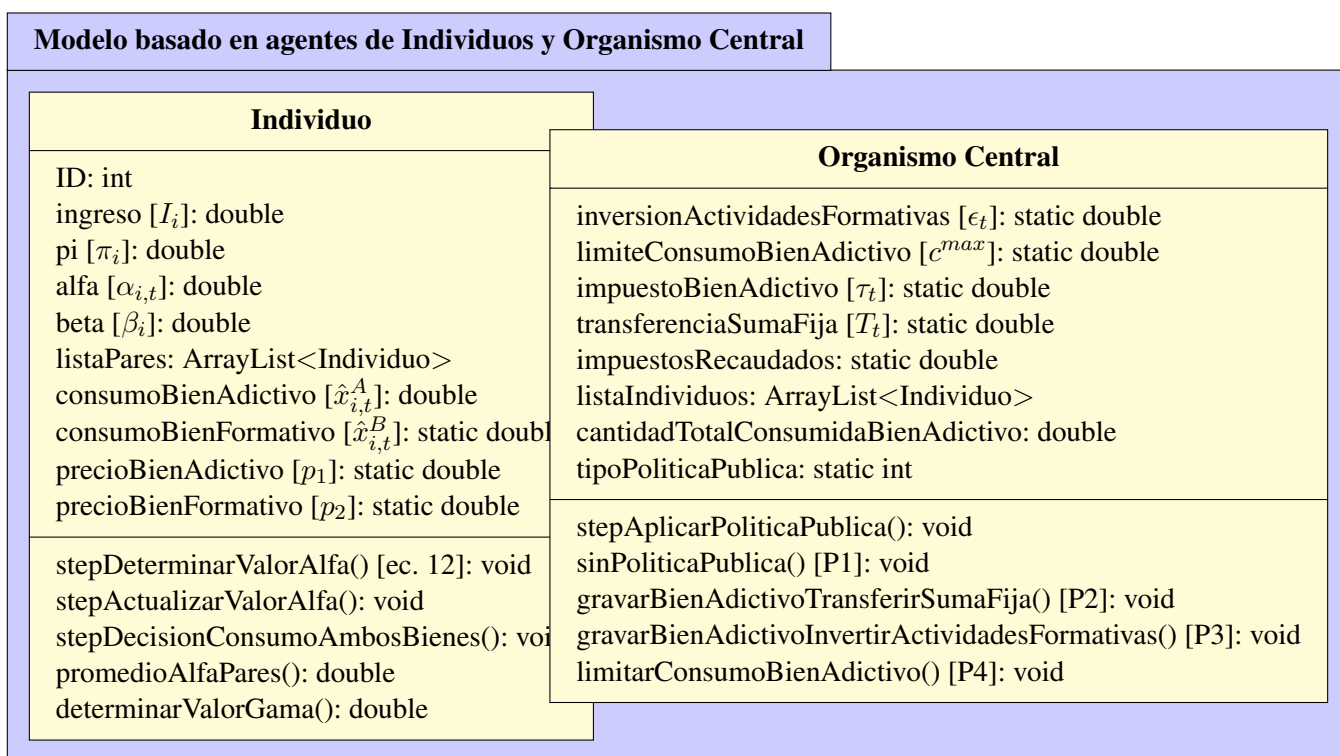 Modelo basado en agentes de Individuos y Organismo Central
Individuo
ID: int
ingreso [$I_i$]: double
pi [$\pi_i$]: double
alfa [$\alpha_{i,t}$]: double
beta [$\beta_i$]: double
listaPares: ArrayList<Individuo>
consumoBienAdictivo [$\hat{x}^A_{i,t}$]: double
consumoBienFormativo [$\hat{x}^B_{i,t}$]: static doubl
precioBienAdictivo [$p_1$]: static double
precioBienFormativo [$p_2$]: static double
stepDeterminarValorAlfa() [ec. 12]: void
stepActualizarValorAlfa(): void
stepDecisionConsumoAmbosBienes(): voi
promedioAlfaPares(): double
determinarValorGama(): double
Organismo Central
inversionActividadesFormativas [$\epsilon_t$]: static double
limiteConsumoBienAdictivo [$c^{max}$]: static double
impuestoBienAdictivo [$\tau_t$]: static double
transferenciaSumaFija [$T_t$]: static double
impuestosRecaudados: static double
listaIndividuos: ArrayList<Individuo>
cantidadTotalConsumidaBienAdictivo: double
tipoPoliticaPublica: static int
stepAplicarPoliticaPublica(): void
sinPoliticaPublica() [P1]: void
gravarBienAdictivoTransferirSumaFija() [P2]: void
gravarBienAdictivoInvertirActividadesFormativas() [P3]: void
limitarConsumoBienAdictivo() [P4]: void